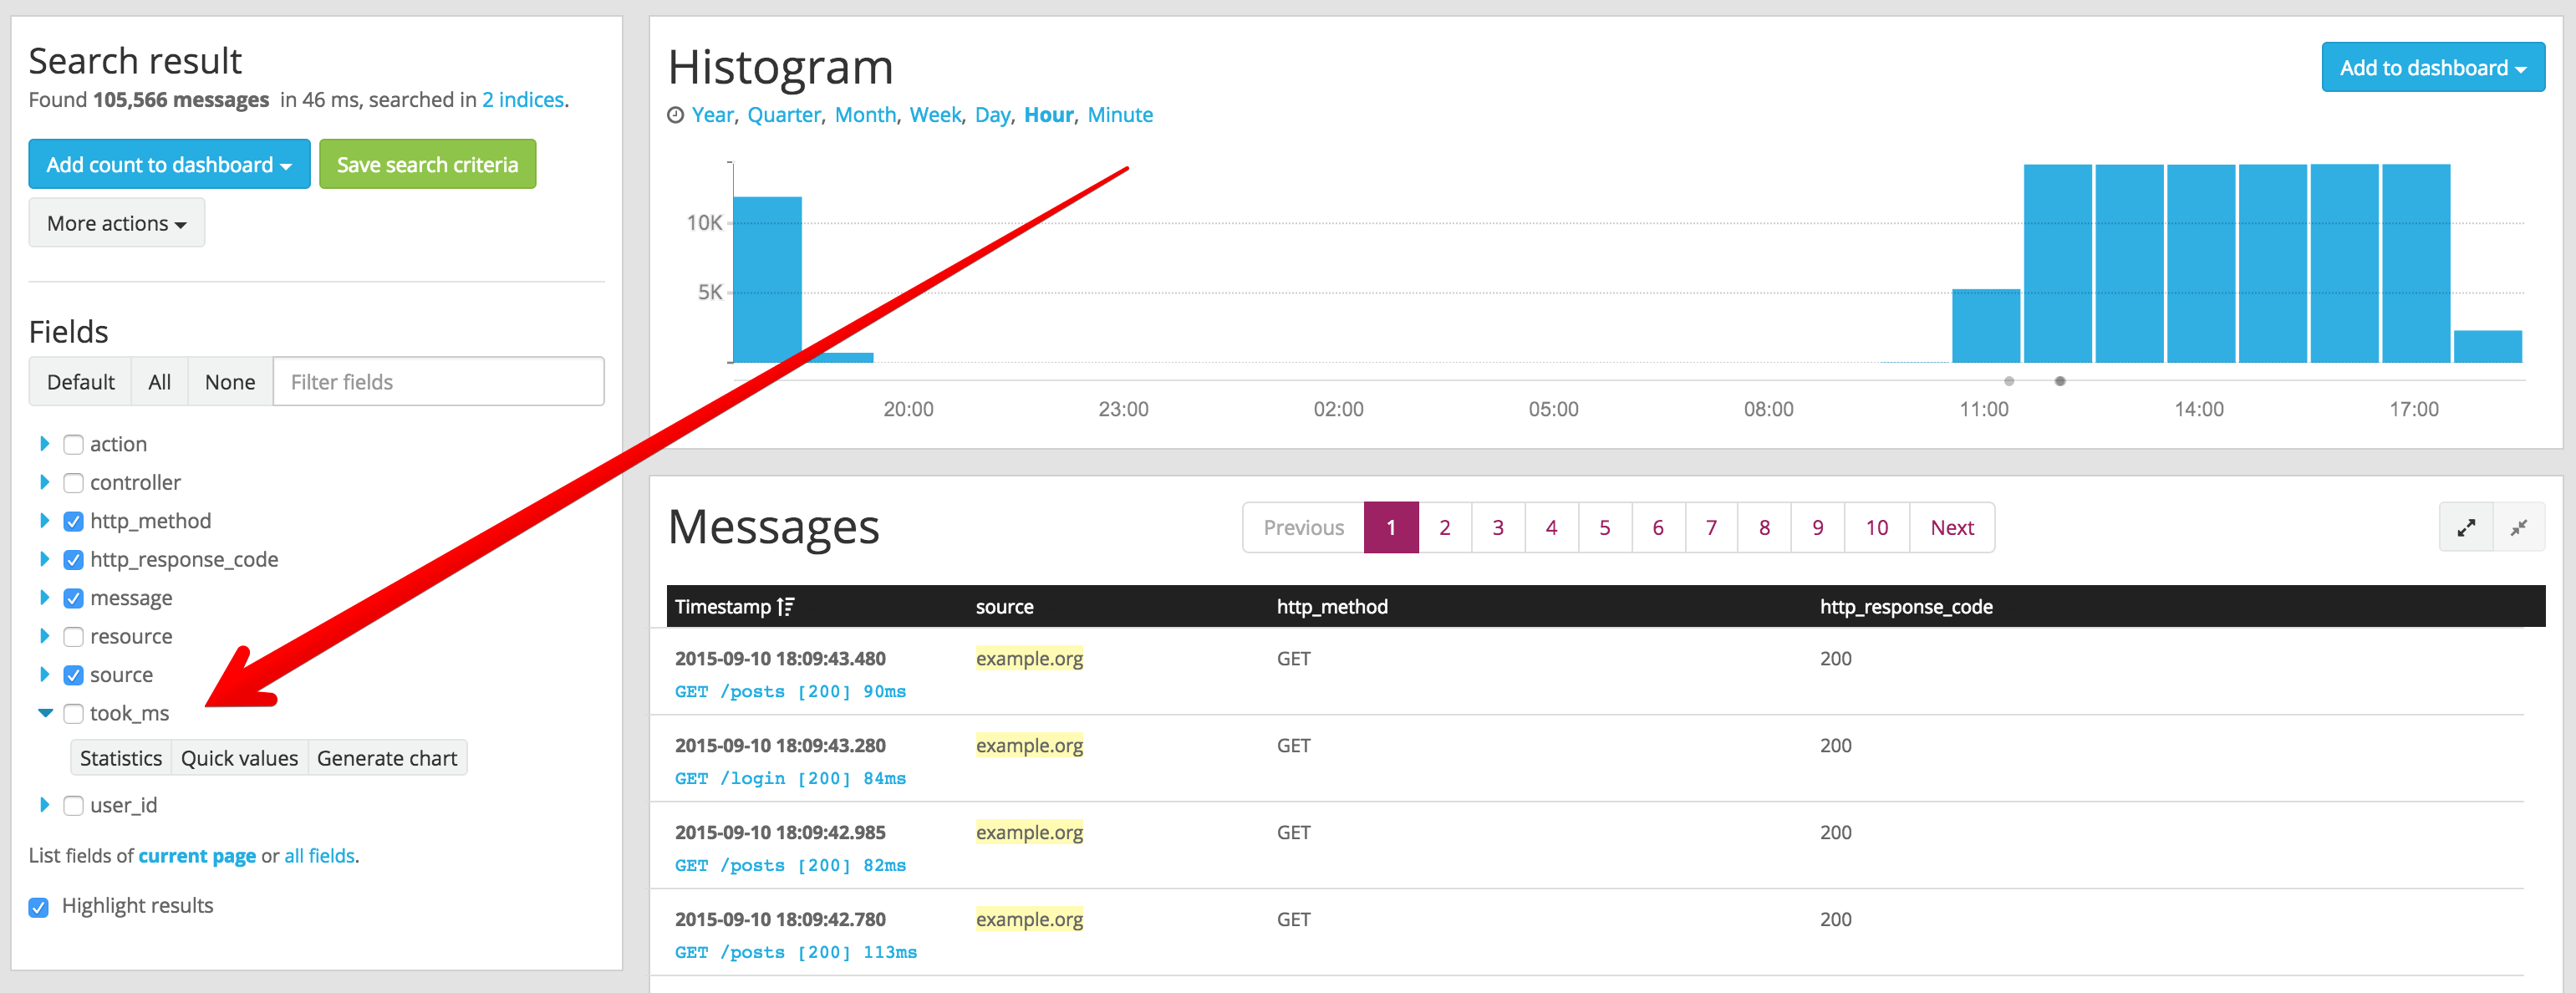 Search result
Found 105,566 messages in 46 ms, searched in 2 indices.
Add count to dashboard
Save search criteria
More actions
Fields
Default All None Filter fields
action
controller
http_method
http_response_code
message
resource
source
took_ms
Statistics Quick values Generate chart
user_id
List fields of current page or all fields.
Highlight results
Histogram
Add to dashboard
Year, Quarter, Month, Week, Day, Hour, Minute
10K
5K
20:00 23:00 02:00 05:00 08:00 11:00 14:00 17:00
Messages
Previous 1 2 3 4 5 6 7 8 9 10 Next
Timestamp source http_method http_response_code
2015-09-10 18:09:43.480 example.org GET 200
GET /posts [200] 90ms
2015-09-10 18:09:43.280 example.org GET 200
GET /login [200] 84ms
2015-09-10 18:09:42.985 example.org GET 200
GET /posts [200] 82ms
2015-09-10 18:09:42.780 example.org GET 200
GET /posts [200] 113ms